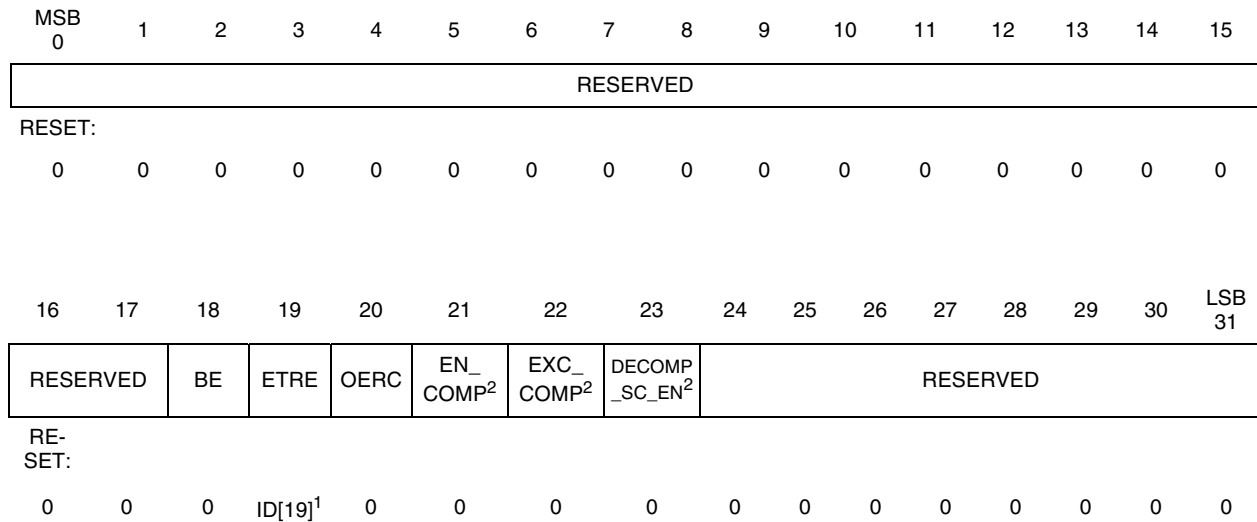 MSB
0 1 2 3 4 5 6 7 8 9 10 11 12 13 14 15
RESERVED
RESET:
0 0 0 0 0 0 0 0 0 0 0 0 0 0 0 0
16 17 18 19 20 21 22 23 24 25 26 27 28 29 30 LSB
31
RESERVED BE ETRE OERC EN_
COMP2 EXC_
COMP2 DECOMP
_SC_EN2 RESERVED
RE-
SET:
0 0 0 ID[19]1 0 0 0 0 0 0 0 0 0 0 0 0